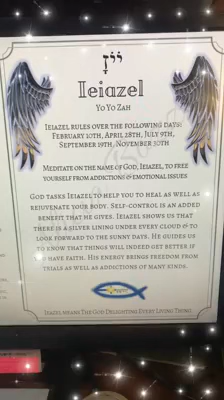 ייז
Ieiazel
Yo Yo Zah
Ieiazel rules over the following days:
February 10th, April 28th, July 9th,
September 19th, November 30th
Meditate on the name of God, Ieiazel, to free
yourself from addictions & emotional issues
God tasks Ieiazel to help you to heal as well as
rejuvenate your body. Self-control is an added
benefit that he gives. Ieiazel shows us that
there is a silver lining under every cloud & to
look forward to the sunny days. He guides us
to know that things will indeed get better, if
we have faith. His energy brings freedom from
trials as well as addictions of many kinds.
Ieiazel means The God Delighting Every Living Thing.